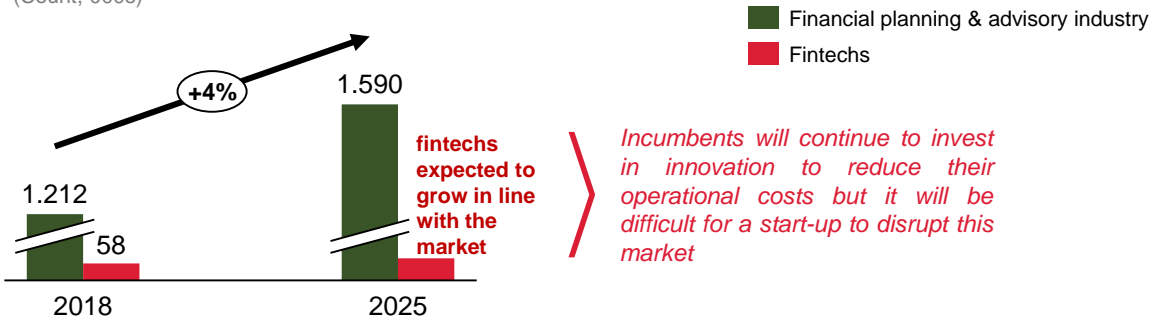 Financial planning & advisory industry
Fintechs
+4%
1.590
1.212
58
fintechs
expected to
grow in line
with the
market
Incumbents will continue to invest
in innovation to reduce their
operational costs but it will be
difficult for a start-up to disrupt this
market
2018
2025